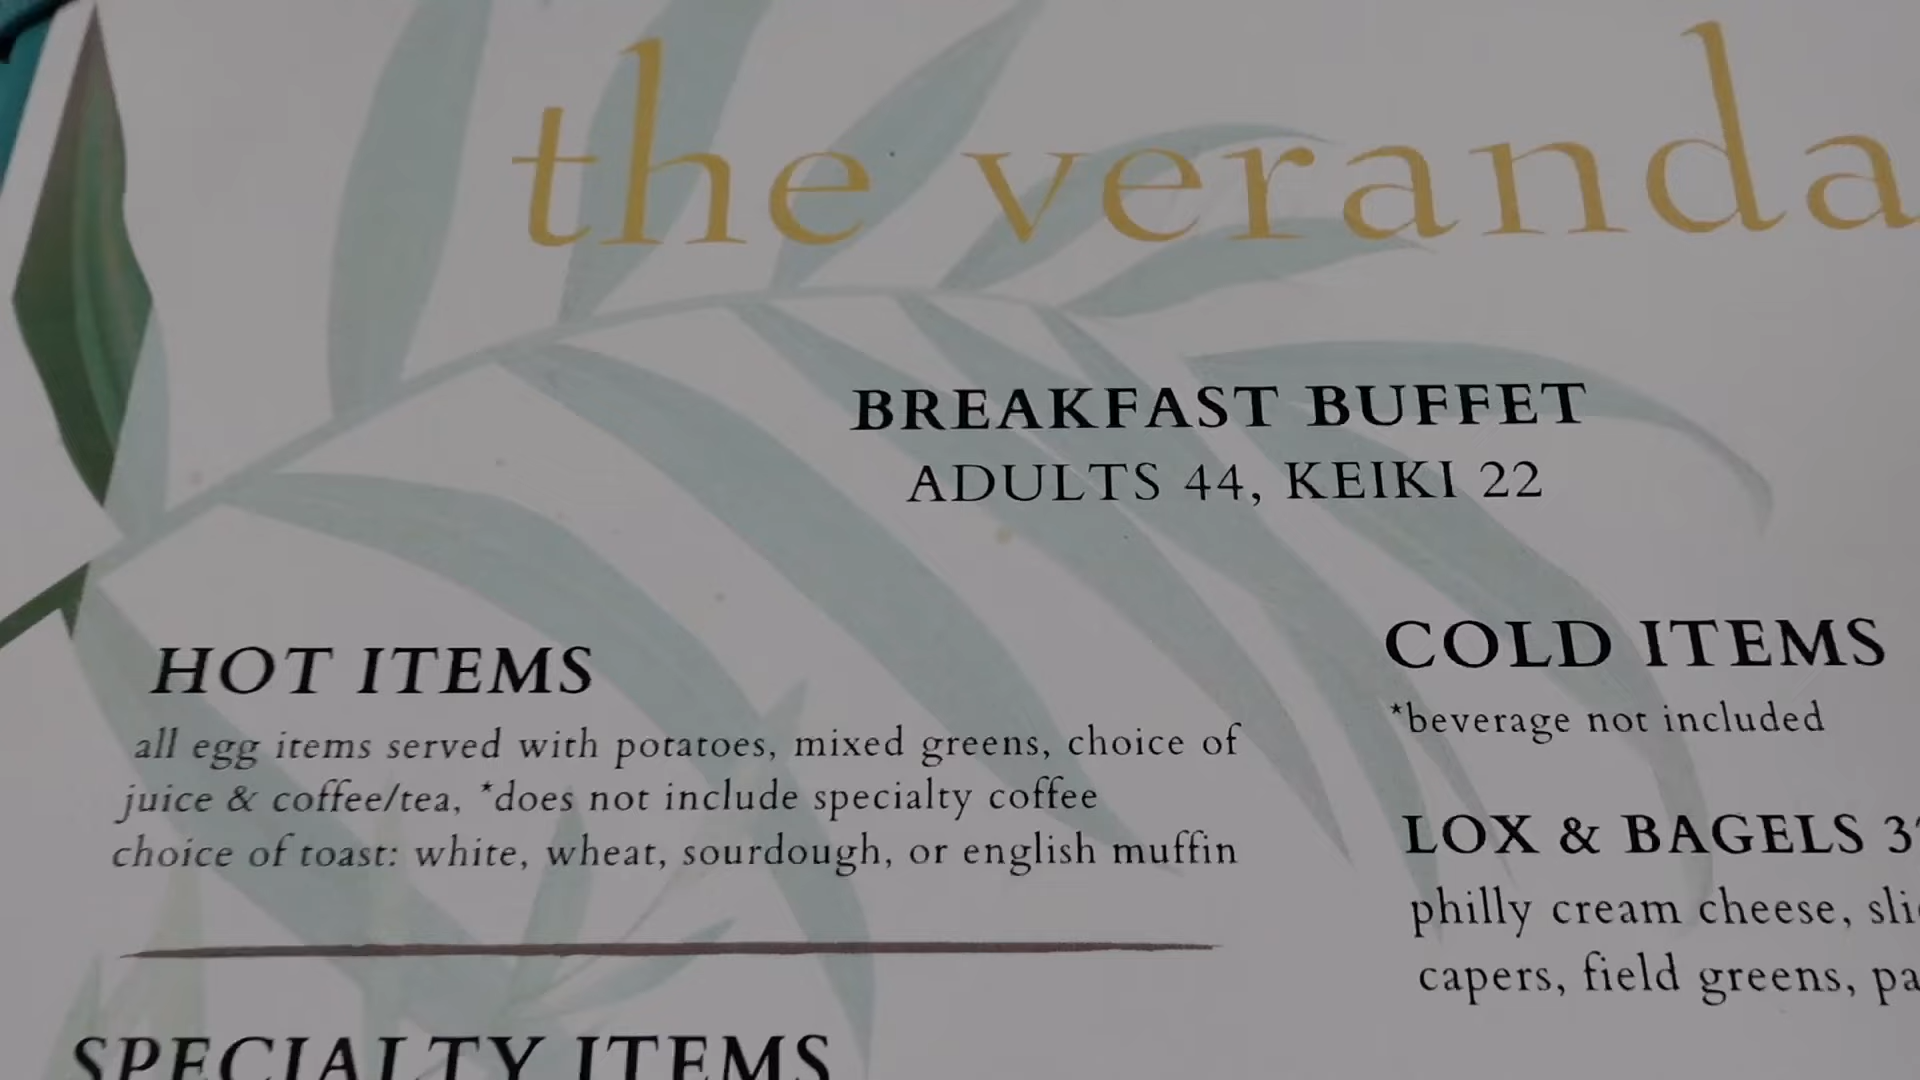 the veranda
BREAKFAST BUFFET
ADULTS 44, KEIKI 22
HOT ITEMS
all egg items served with potatoes, mixed greens, choice of
juice & coffee/tea, *does not include specialty coffee
choice of toast: white, wheat, sourdough, or english muffin
SPECIALTY ITEMS
COLD ITEMS
*beverage not included
LOX & BAGELS
philly cream cheese,
capers, field greens,